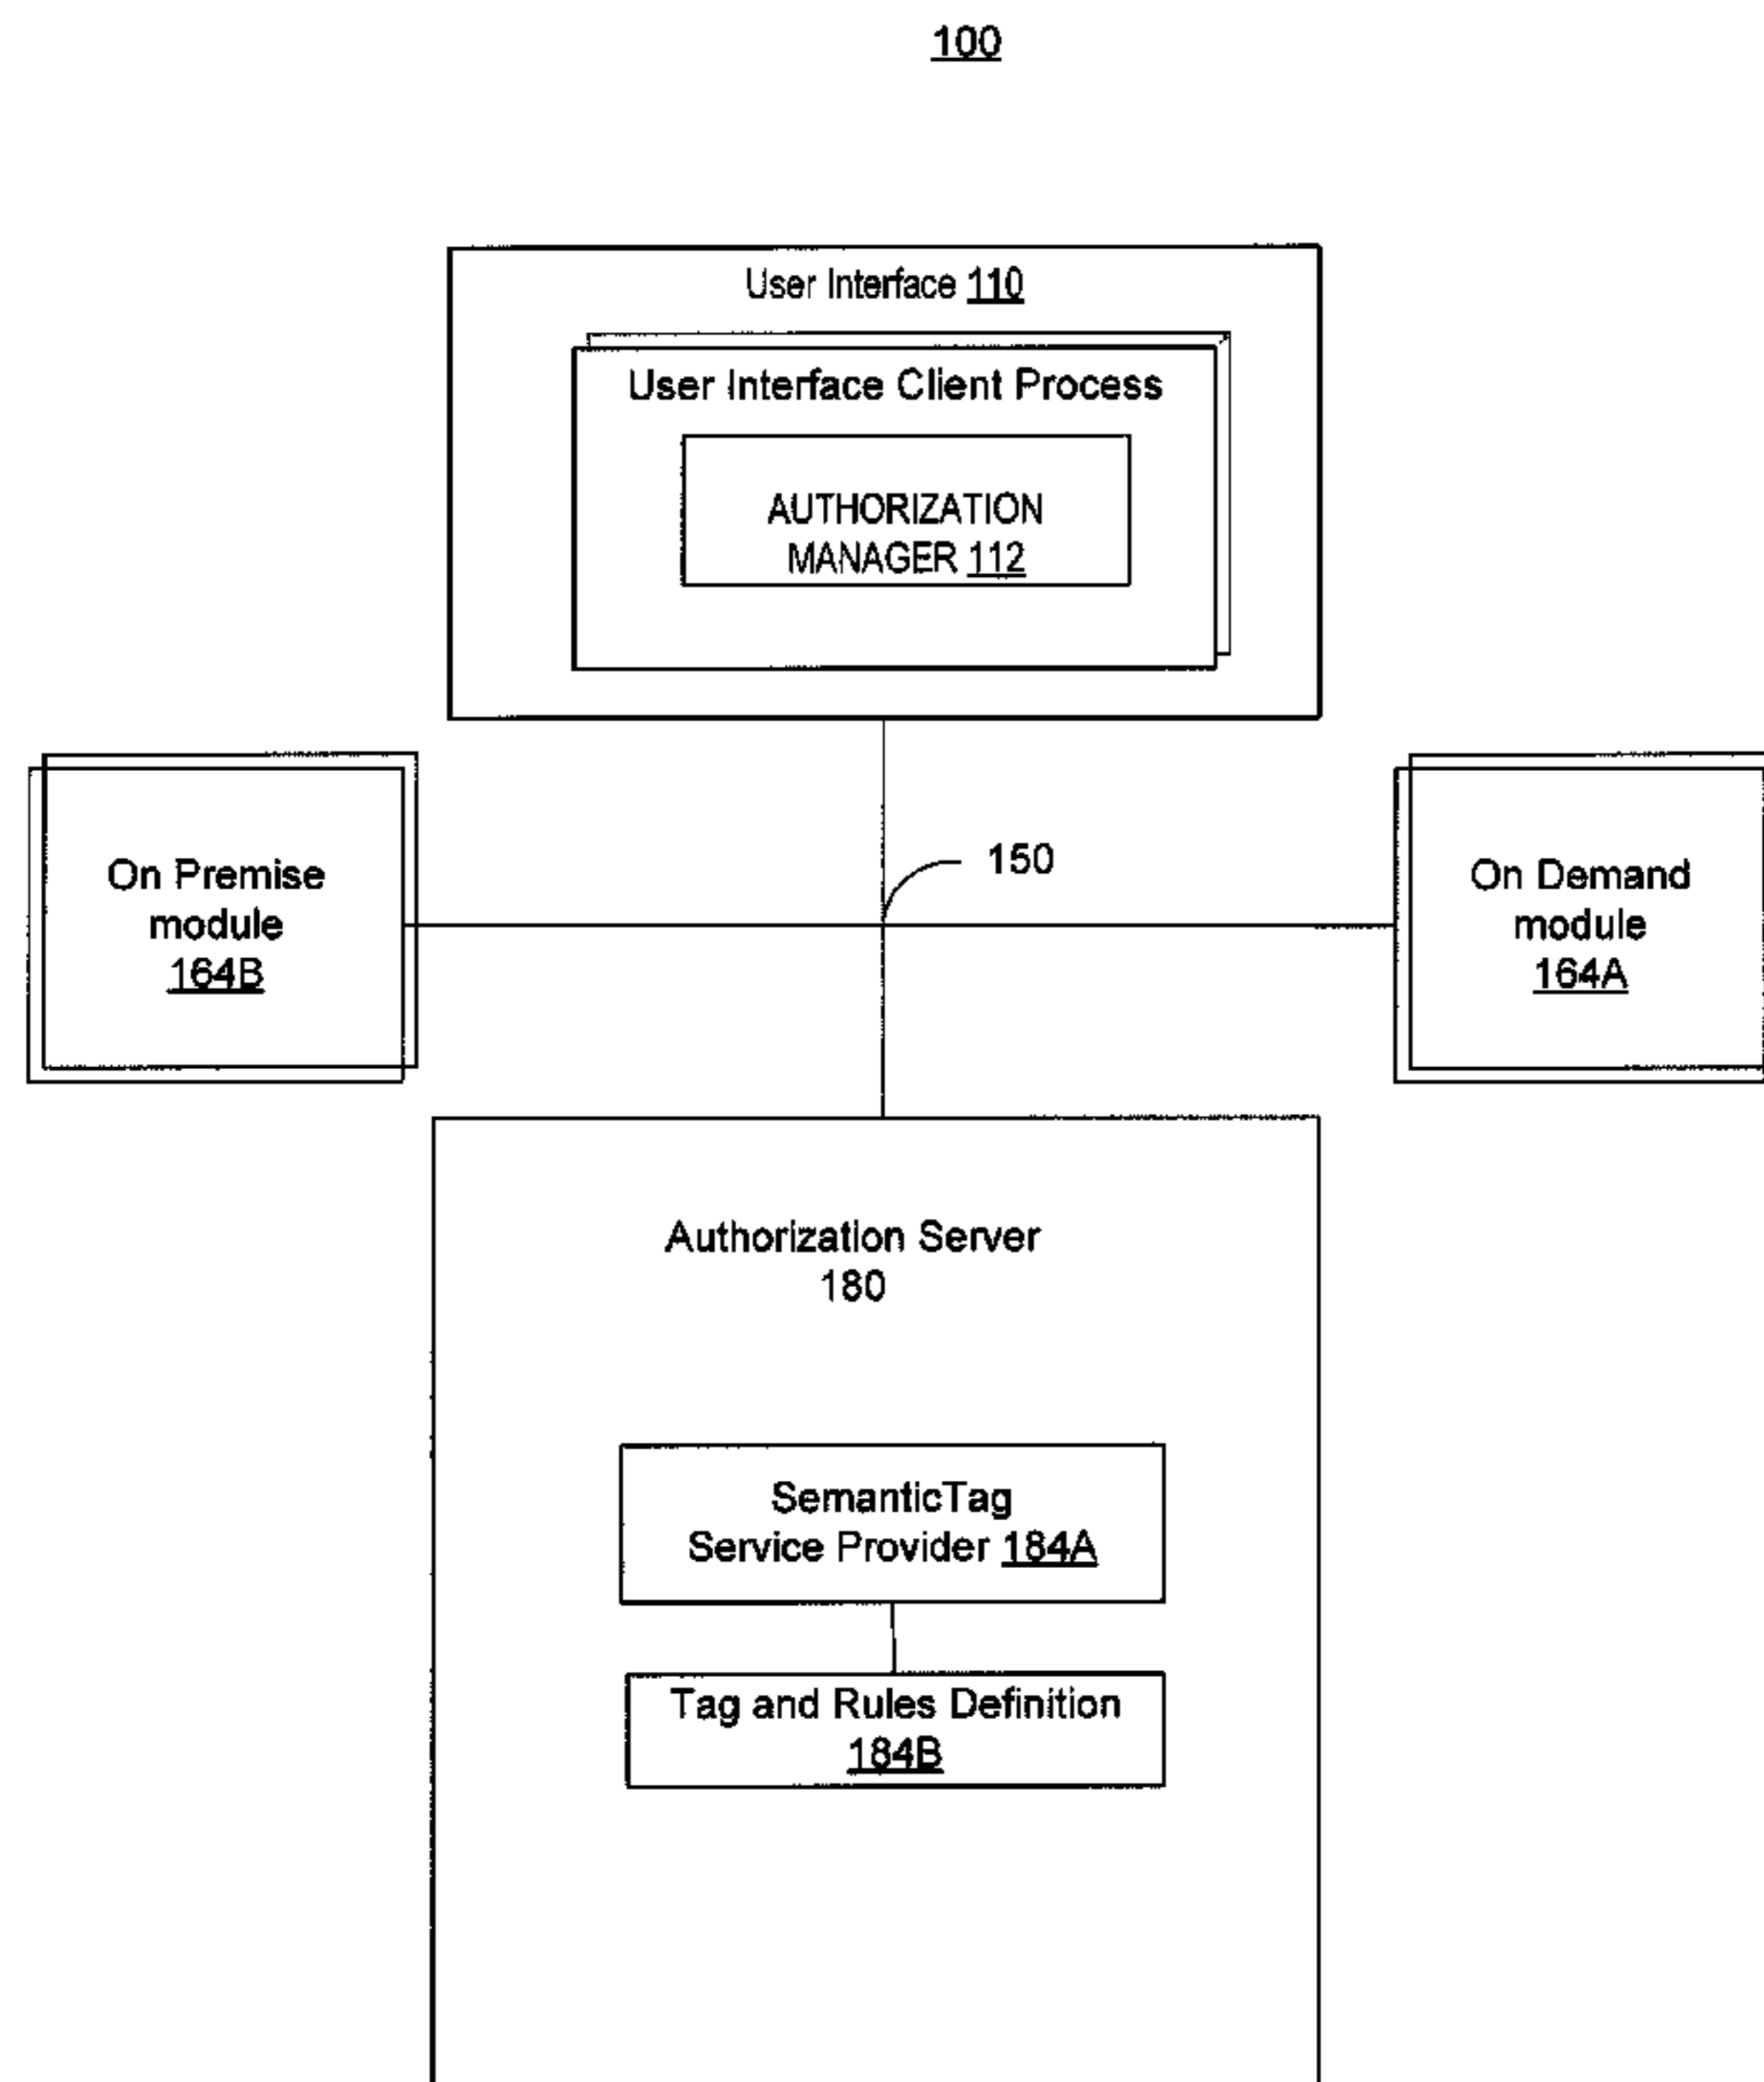 100
User Interface 110
User Interface Client Process
AUTHORIZATION
MANAGER 112
150
On Premise
module
164B
On Demand
module
164A
Authorization Server
180
SemanticTag
Service Provider 184A
Tag and Rules Definition
184B